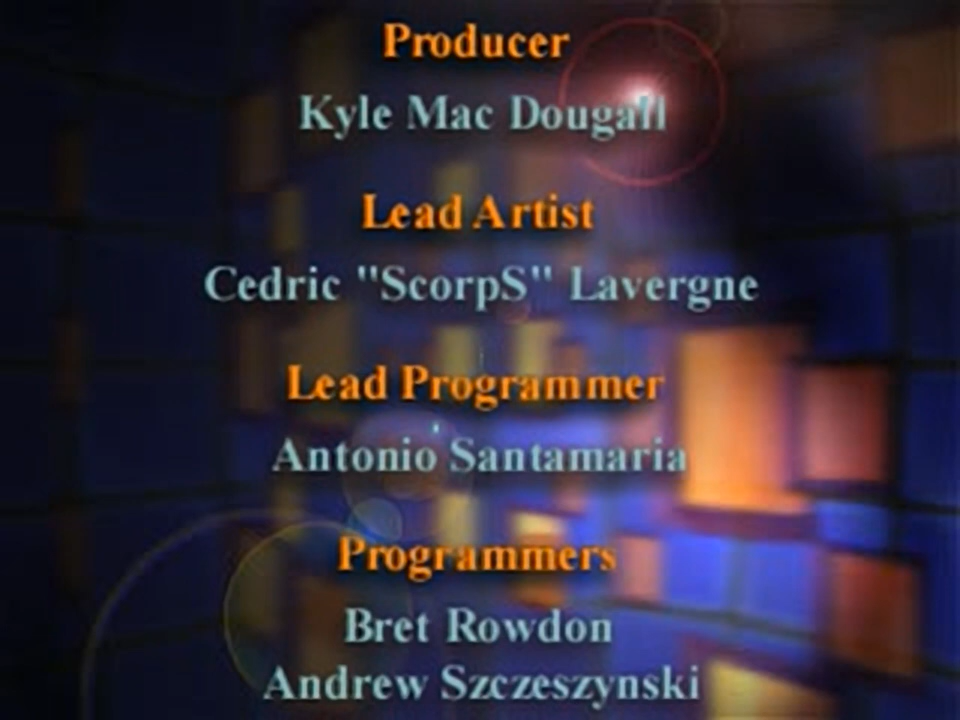 Producer
Kyle Mac Dougall
Lead Artist
Cedric "ScorpS" Lavergne
Lead Programmer
Antonio Santamaria
Programmers
Bret Rowdon
Andrew Szczeszynski